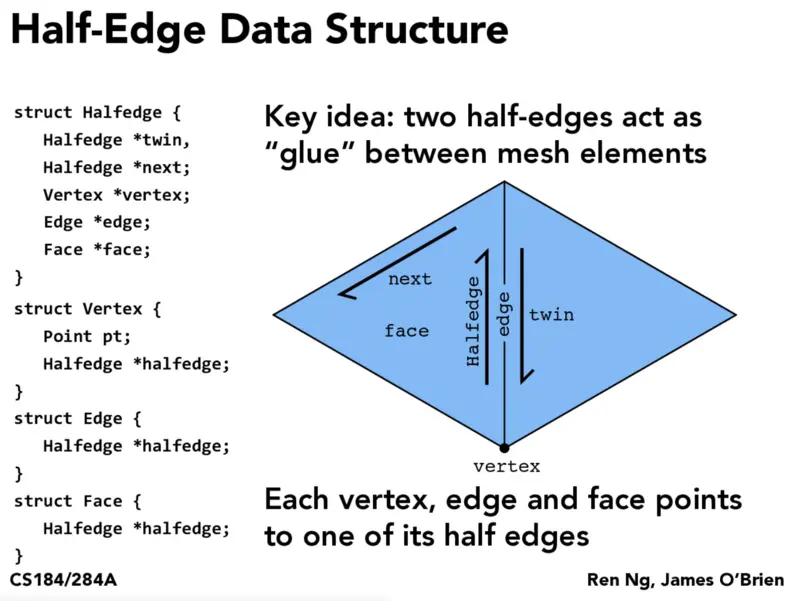 Half-Edge Data Structure
struct Halfedge {
Halfedge *twin,
Halfedge *next;
Vertex *vertex;
Edge *edge;
Face *face;
}
struct Vertex {
Point pt;
Halfedge *halfedge;
}
struct Edge {
Halfedge *halfedge;
}
struct Face {
Halfedge *halfedge;
}
Key idea: two half-edges act as
“glue” between mesh elements
next
face
Halfedge
edge
twin
vertex
Each vertex, edge and face points
to one of its half edges
CS184/284A
Ren Ng, James O’Brien